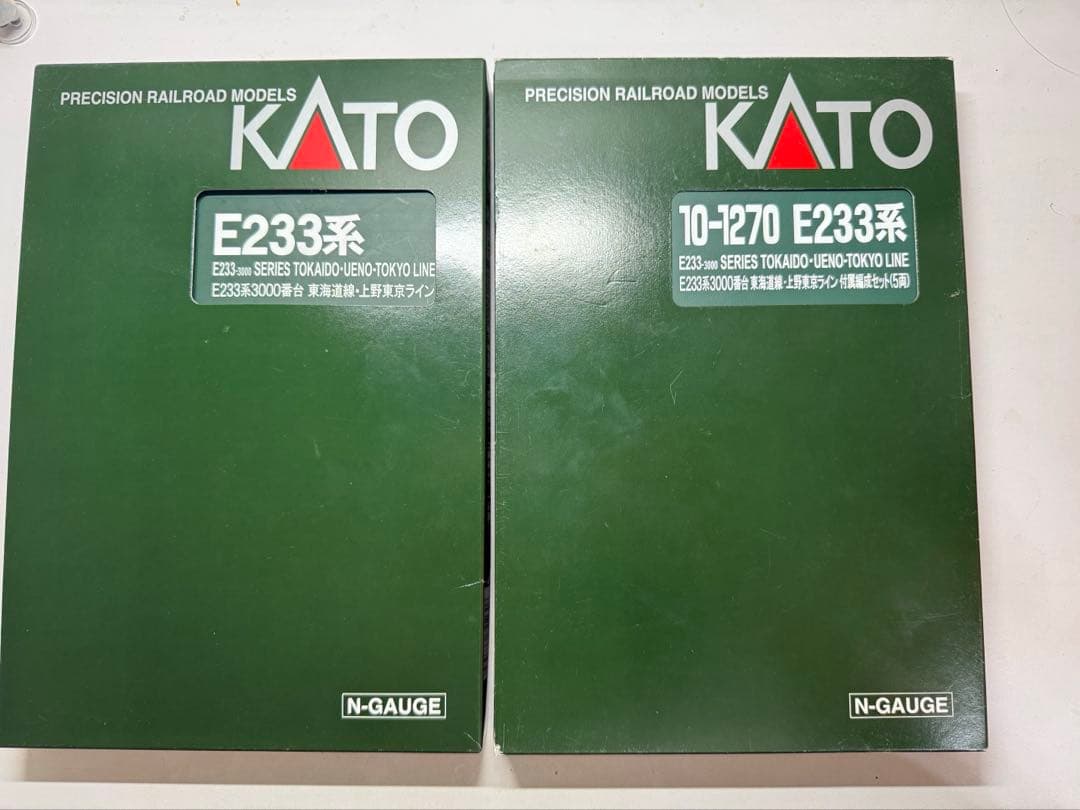 PRECISION RAILROAD MODELS
KATO
E233系
E233-3000 SERIES TOKAIDO・UENO-TOKYO LINE
E233系3000番台 東海道線・上野東京ライン
N-GAUGE
PRECISION RAILROAD MODELS
KATO
10-1270 E233系
E233-3000 SERIES TOKAIDO・UENO-TOKYO LINE
E233系3000番台 東海道線・上野東京ライン 付属編成セット(5両)
N-GAUGE